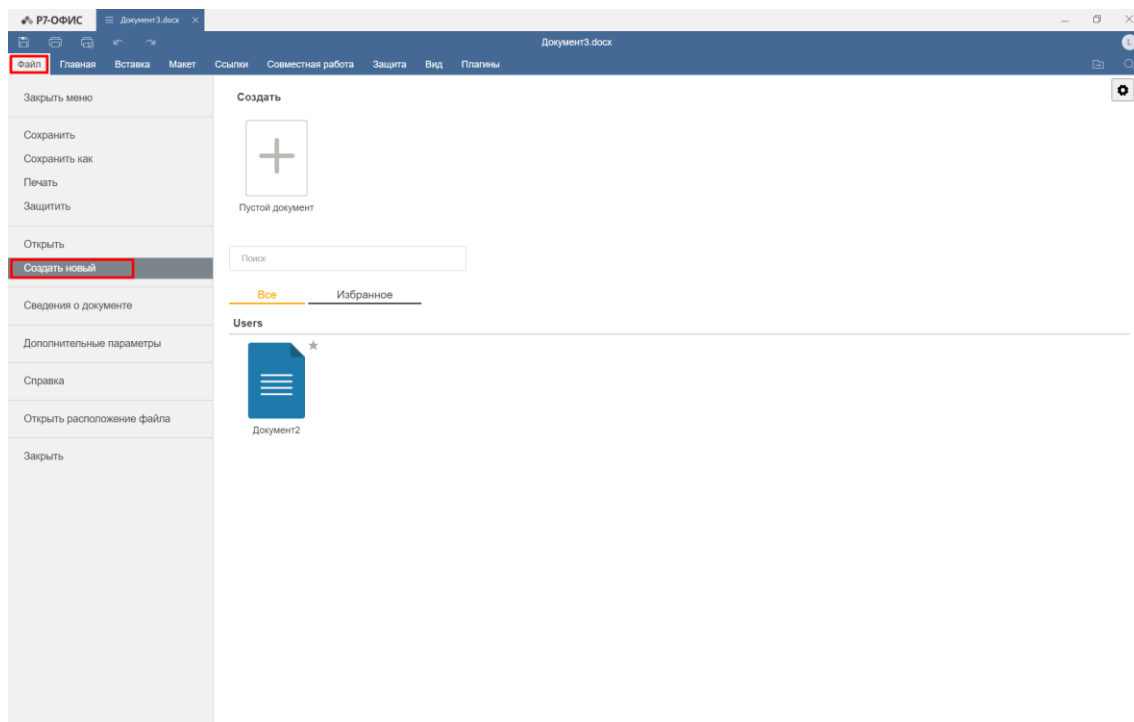 Р7-ОФИС
Документ3.docx
Документ3.docx
L
Файл Главная Вставка Макет Ссылки Совместная работа Защита Вид Плагины
Закрыть меню
Сохранить
Сохранить как
Печать
Защитить
Открыть
Создать новый
Сведения о документе
Дополнительные параметры
Справка
Открыть расположение файла
Закрыть
Создать
Пустой документ
Поиск
Все Избранное
Users
Документ2